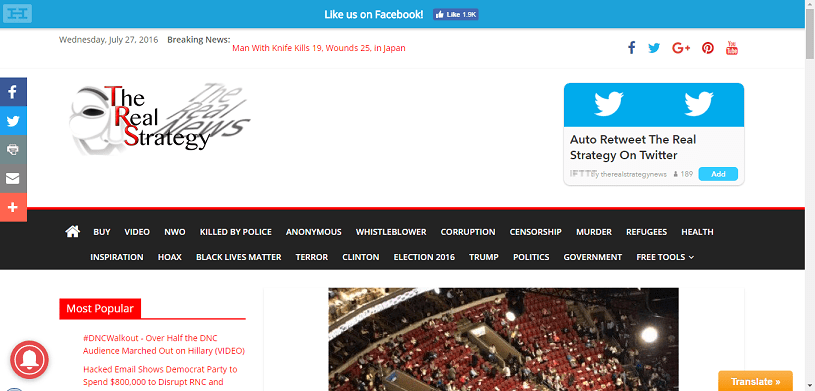 Like us on Facebook! Like 1.9K
Wednesday, July 27, 2016 Breaking News: Man With Knife Kills 19, Wounds 25, in Japan
The Real Strategy
The Real News
Auto Retweet The Real
Strategy On Twitter
IFTTT by therealstrategynews 189 Add
BUY VIDEO NWO KILLED BY POLICE ANONYMOUS WHISTLEBLOWER CORRUPTION CENSORSHIP MURDER REFUGEES HEALTH
INSPIRATION HOAX BLACK LIVES MATTER TERROR CLINTON ELECTION 2016 TRUMP POLITICS GOVERNMENT FREE TOOLS
Most Popular
#DNCWalkout - Over Half the DNC
Audience Marched Out on Hillary (VIDEO)
Hacked Email Shows Democrat Party to
Spend $800,000 to Disrupt RNC and
Translate »